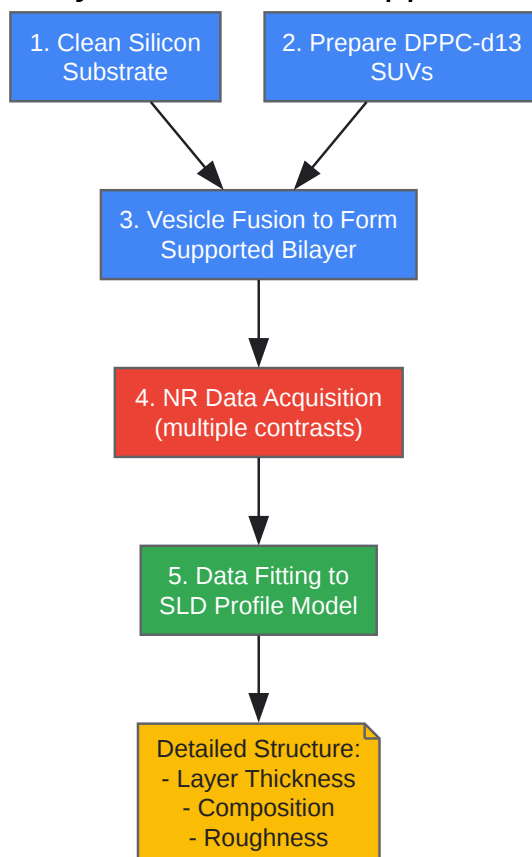 1. Clean Silicon
Substrate
2. Prepare DPPC-d13
SUVs
3. Vesicle Fusion to Form
Supported Bilayer
4. NR Data Acquisition
(multiple contrasts)
5. Data Fitting to
SLD Profile Model
Detailed Structure:
- Layer Thickness
- Composition
- Roughness